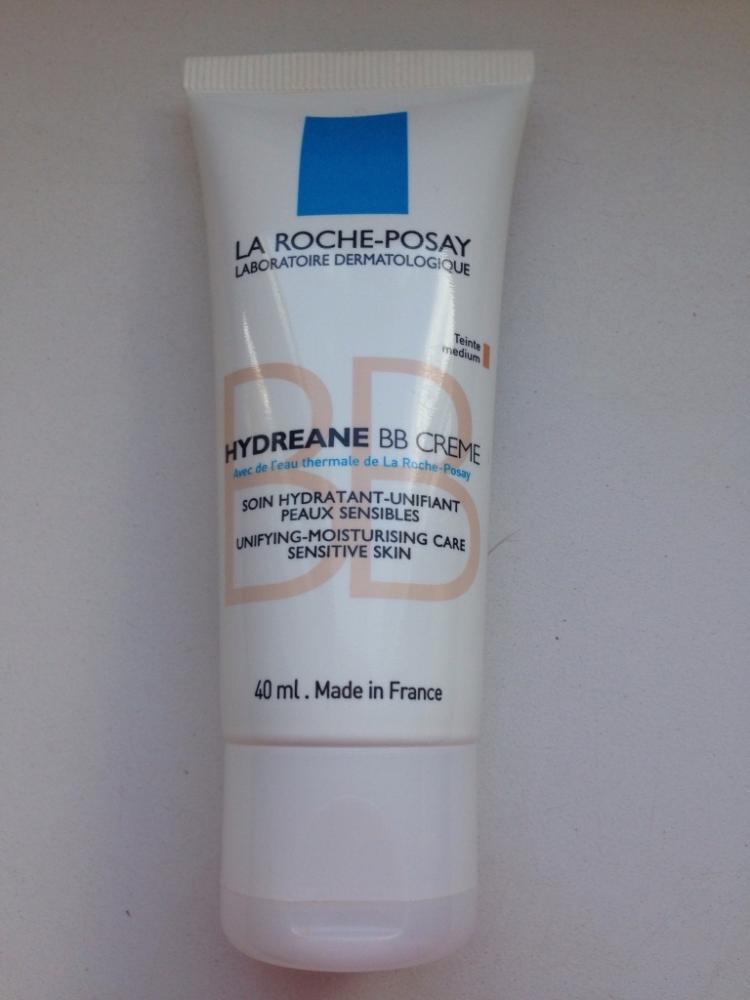 LA ROCHE-POSAY
LABORATOIRE DERMATOLOGIQUE
Teinte
medium
BB
HYDREANE BB CREME
Avec de l'eau thermale de La Roche-Posay
SOIN HYDRATANT-UNIFIANT
PEAUX SENSIBLES
UNIFYING-MOISTURISING CARE
SENSITIVE SKIN
40 ml . Made in France